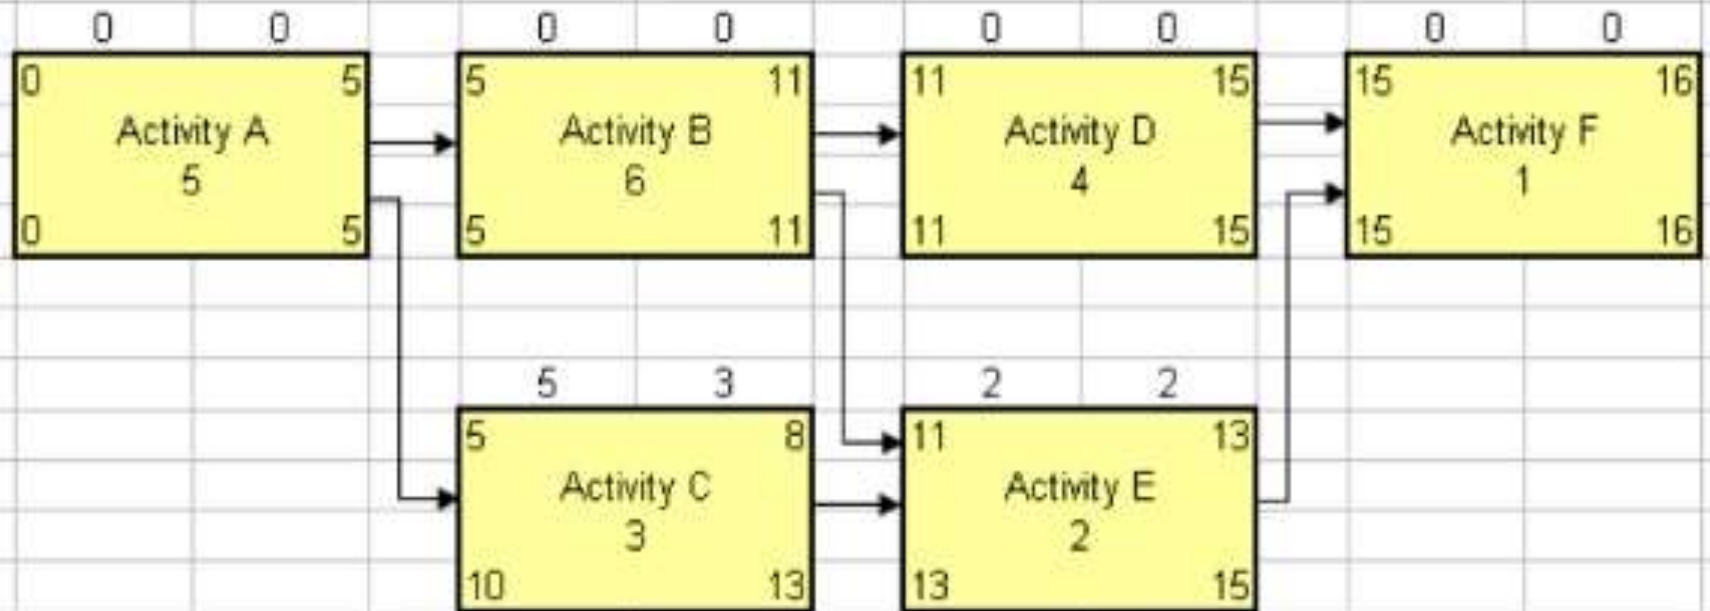 0 0 0 0 0 0 0 0
0 5 5 11 11 15 15 16
Activity A Activity B Activity D Activity F
5 6 4 1
0 5 5 11 11 15 15 16
5 3 2 2
5 8 11 13
Activity C Activity E
3 2
10 13 13 15